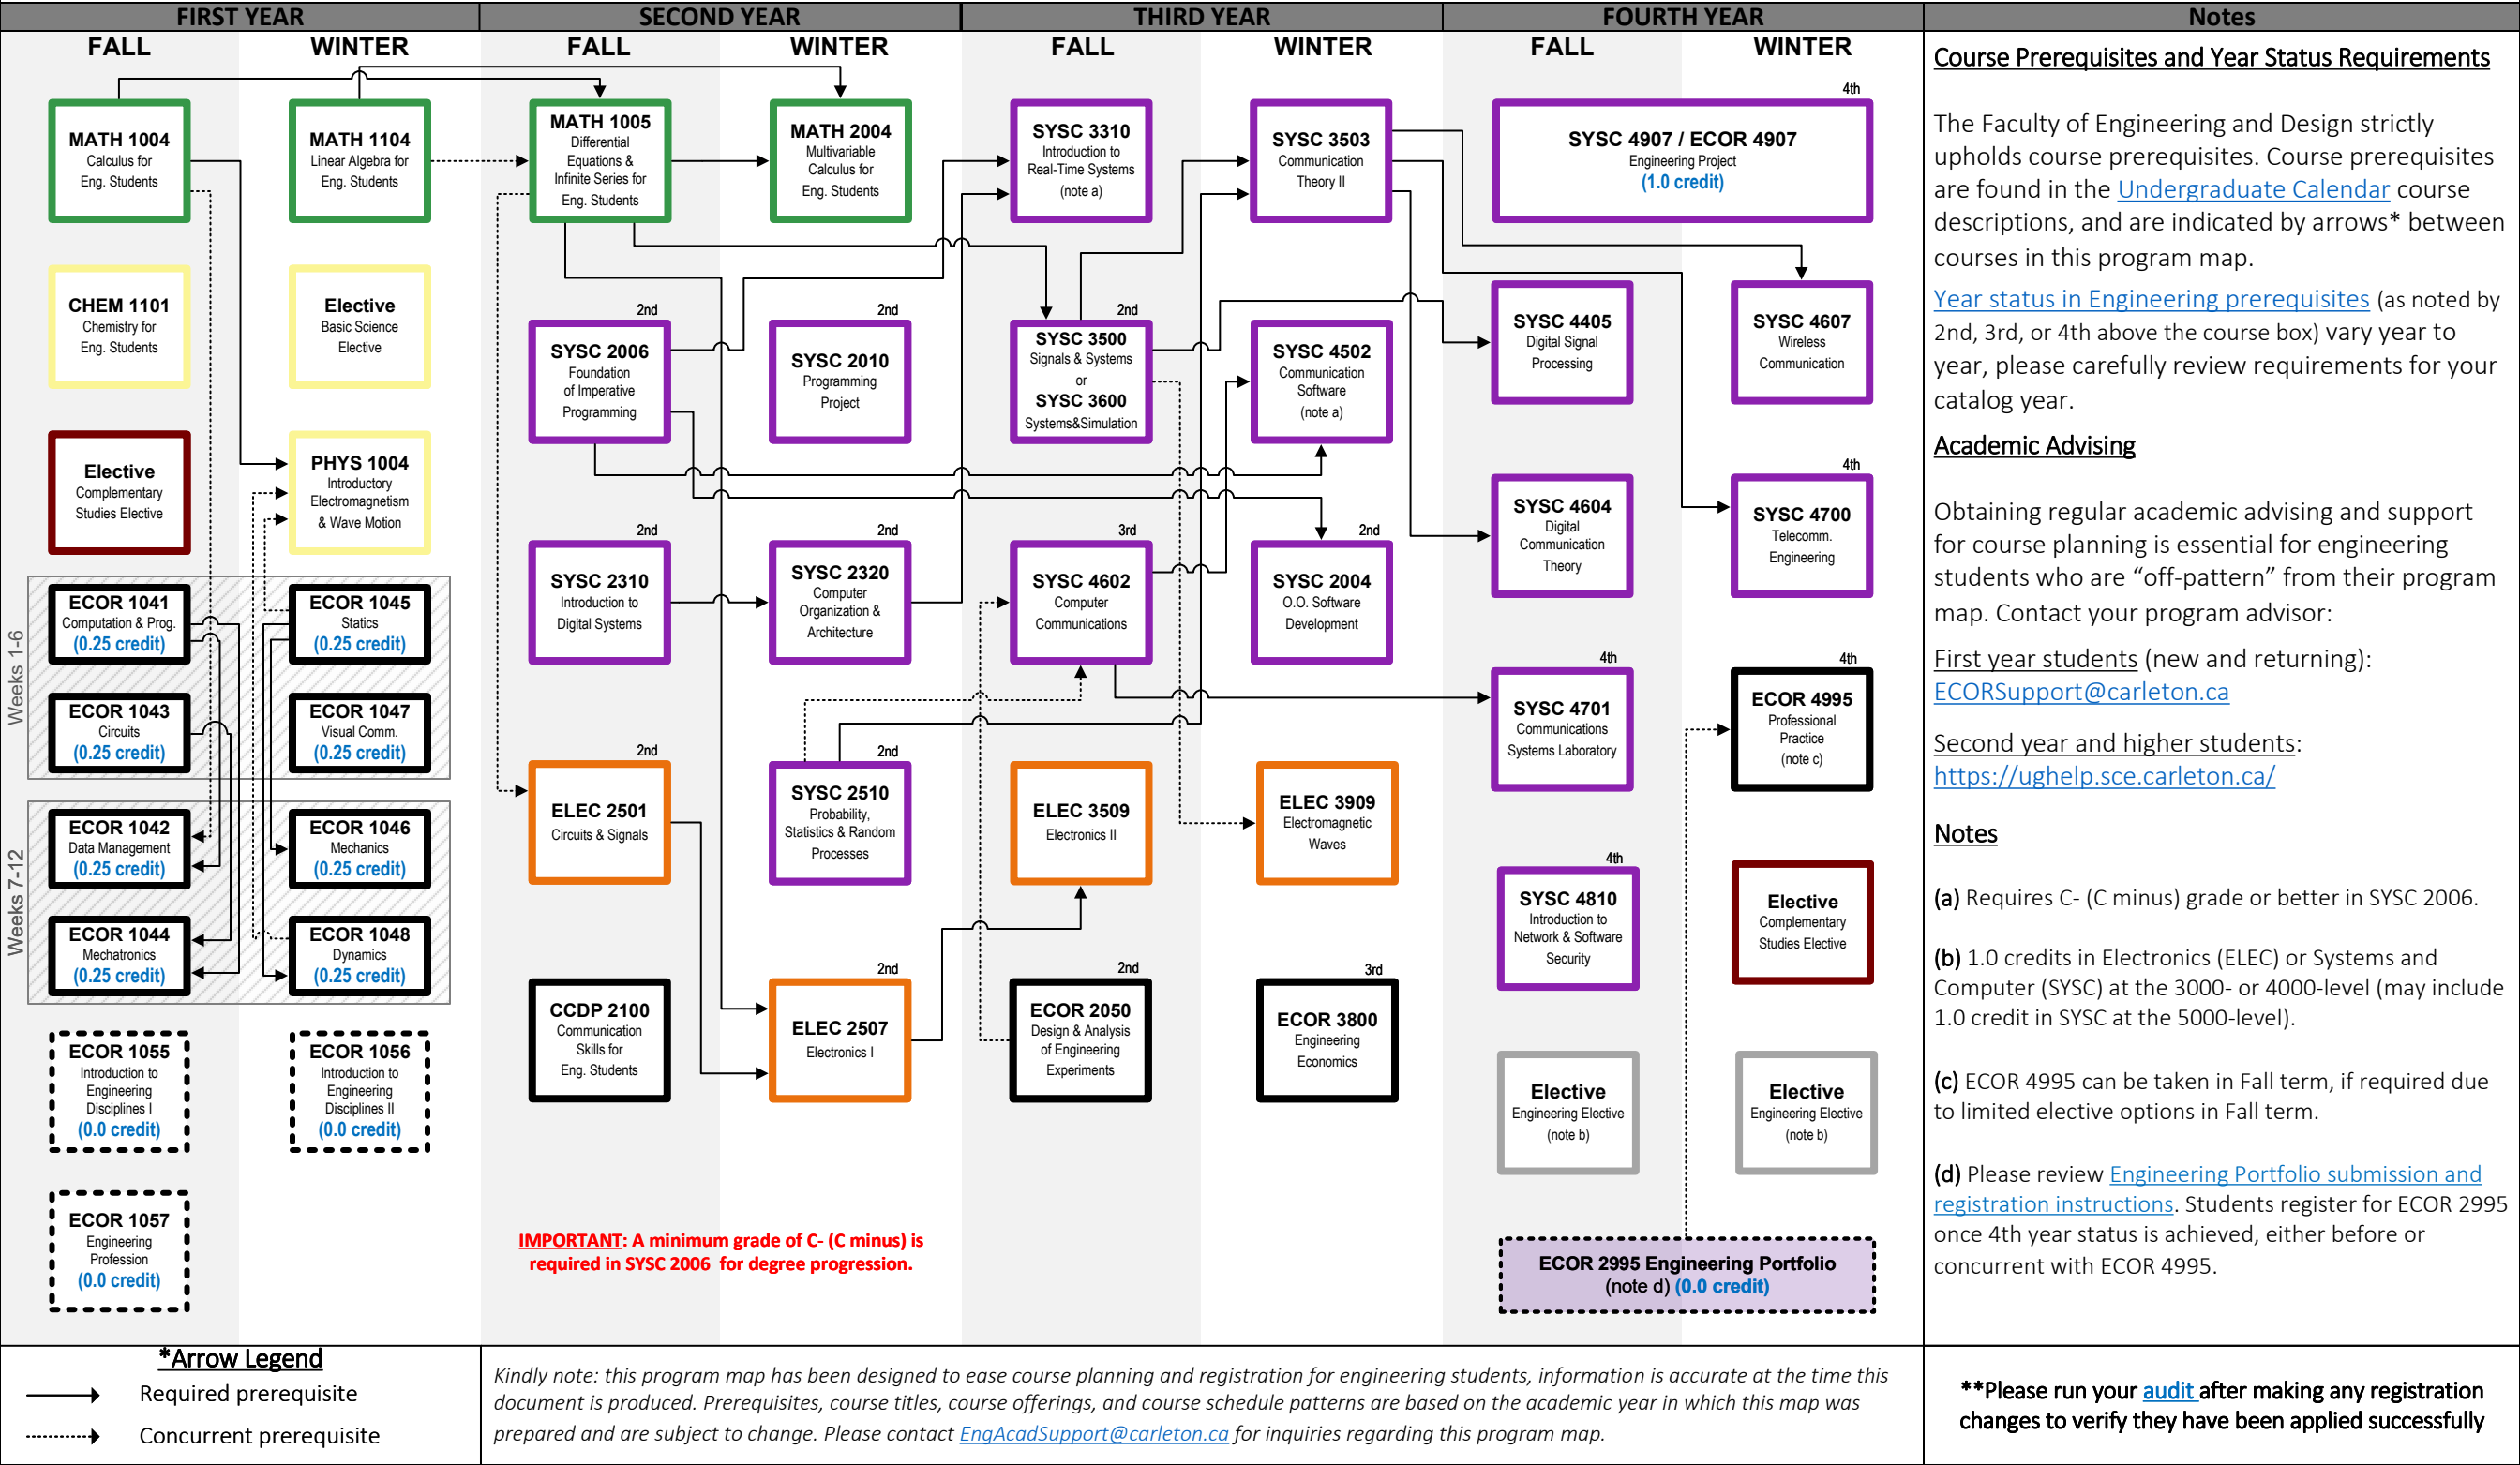 FIRST YEAR
SECOND YEAR
THIRD YEAR
FOURTH YEAR
Notes
FALL
WINTER
FALL
WINTER
FALL
WINTER
FALL
WINTER
MATH 1004
Calculus for
Eng. Students
CHEM 1101
Chemistry for
Eng. Students
Elective
Complementary
Studies Elective
Weeks 1-6
ECOR 1041
Computation & Prog.
(0.25 credit)
ECOR 1043
Circuits
(0.25 credit)
Weeks 7-12
ECOR 1042
Data Management
(0.25 credit)
ECOR 1044
Mechatronics
(0.25 credit)
ECOR 1055
Introduction to
Engineering
Disciplines I
(0.0 credit)
ECOR 1057
Engineering
Profession
(0.0 credit)
MATH 1104
Linear Algebra for
Eng. Students
Elective
Basic Science
Elective
PHYS 1004
Introductory
Electromagnetism
& Wave Motion
ECOR 1045
Statics
(0.25 credit)
ECOR 1047
Visual Comm.
(0.25 credit)
ECOR 1046
Mechanics
(0.25 credit)
ECOR 1048
Dynamics
(0.25 credit)
ECOR 1056
Introduction to
Engineering
Disciplines II
(0.0 credit)
MATH 1005
Differential
Equations &
Infinite Series for
Eng. Students
2nd
SYSC 2006
Foundation
of Imperative
Programming
2nd
SYSC 2310
Introduction to
Digital Systems
2nd
ELEC 2501
Circuits & Signals
CCDP 2100
Communication
Skills for
Eng. Students
MATH 2004
Multivariable
Calculus for
Eng. Students
2nd
SYSC 2010
Programming
Project
2nd
SYSC 2320
Computer
Organization &
Architecture
2nd
SYSC 2510
Probability,
Statistics & Random
Processes
2nd
ELEC 2507
Electronics I
IMPORTANT: A minimum grade of C- (C minus) is
required in SYSC 2006 for degree progression.
SYSC 3310
Introduction to
Real-Time Systems
(note a)
2nd
SYSC 3500
Signals & Systems
or
SYSC 3600
Systems&Simulation
3rd
SYSC 4602
Computer
Communications
ELEC 3509
Electronics II
2nd
ECOR 2050
Design & Analysis
of Engineering
Experiments
SYSC 3503
Communication
Theory II
SYSC 4502
Communication
Software
(note a)
2nd
SYSC 2004
O.O. Software
Development
ELEC 3909
Electromagnetic
Waves
3rd
ECOR 3800
Engineering
Economics
4th
SYSC 4907 / ECOR 4907
Engineering Project
(1.0 credit)
SYSC 4405
Digital Signal
Processing
SYSC 4604
Digital
Communication
Theory
4th
SYSC 4701
Communications
Systems Laboratory
4th
SYSC 4810
Introduction to
Network & Software
Security
Elective
Engineering Elective
(note b)
SYSC 4607
Wireless
Communication
4th
SYSC 4700
Telecomm.
Engineering
4th
ECOR 4995
Professional
Practice
(note c)
Elective
Complementary
Studies Elective
Elective
Engineering Elective
(note b)
ECOR 2995 Engineering Portfolio
(note d) (0.0 credit)
Course Prerequisites and Year Status Requirements
The Faculty of Engineering and Design strictly
upholds course prerequisites. Course prerequisites
are found in the Undergraduate Calendar course
descriptions, and are indicated by arrows* between
courses in this program map.
Year status in Engineering prerequisites (as noted by
2nd, 3rd, or 4th above the course box) vary year to
year, please carefully review requirements for your
catalog year.
Academic Advising
Obtaining regular academic advising and support
for course planning is essential for engineering
students who are “off-pattern” from their program
map. Contact your program advisor:
First year students (new and returning):
ECORSupport@carleton.ca
Second year and higher students:
https://ughelp.sce.carleton.ca/
Notes
(a) Requires C- (C minus) grade or better in SYSC 2006.
(b) 1.0 credits in Electronics (ELEC) or Systems and
Computer (SYSC) at the 3000- or 4000-level (may include
1.0 credit in SYSC at the 5000-level).
(c) ECOR 4995 can be taken in Fall term, if required due
to limited elective options in Fall term.
(d) Please review Engineering Portfolio submission and
registration instructions. Students register for ECOR 2995
once 4th year status is achieved, either before or
concurrent with ECOR 4995.
*Arrow Legend
Required prerequisite
Concurrent prerequisite
Kindly note: this program map has been designed to ease course planning and registration for engineering students, information is accurate at the time this
document is produced. Prerequisites, course titles, course offerings, and course schedule patterns are based on the academic year in which this map was
prepared and are subject to change. Please contact EngAcadSupport@carleton.ca for inquiries regarding this program map.
**Please run your audit after making any registration
changes to verify they have been applied successfully